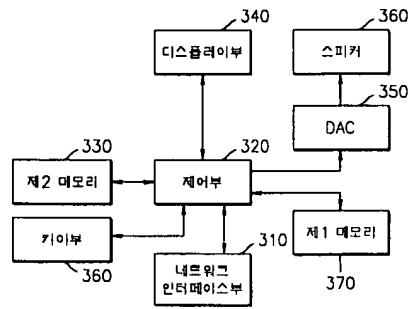 340
디스플레이부
360
스피커
350
DAC
330
제2 메모리
320
제어부
키이부
360
310
네트워크
인터페이스부
제1 메모리
370